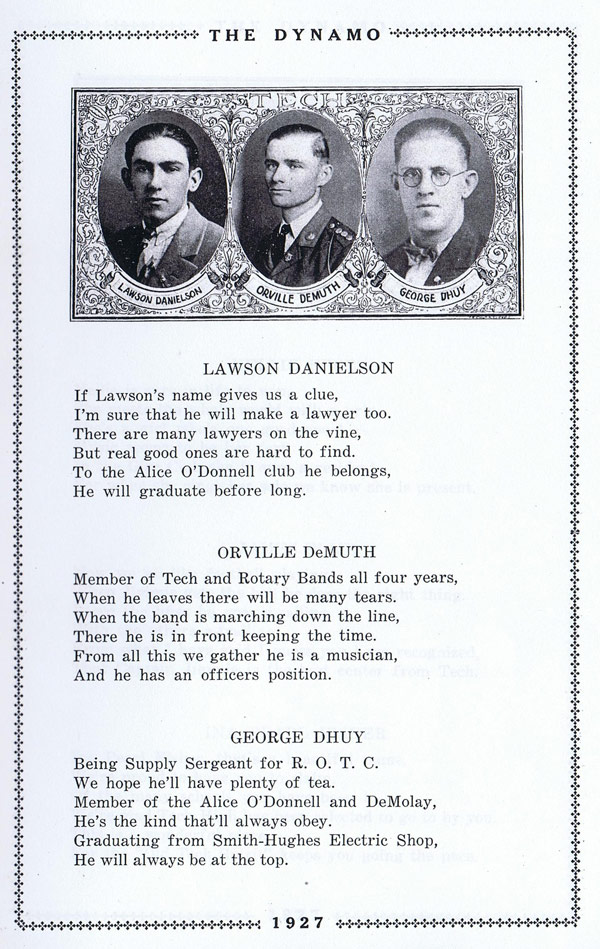 THE DYNAMO
TECH
LAWSON DANIELSON
ORVILLE DEMUTH
GEORGE DHUY
LAWSON DANIELSON
If Lawson's name gives us a clue,
I'm sure that he will make a lawyer too.
There are many lawyers on the vine,
But real good ones are hard to find.
To the Alice O'Donnell club he belongs,
He will graduate before long.
ORVILLE DeMUTH
Member of Tech and Rotary Bands all four years,
When he leaves there will be many tears.
When the band is marching down the line,
There he is in front keeping the time.
From all this we gather he is a musician,
And he has an officers position.
GEORGE DHUY
Being Supply Sergeant for R. O. T. C.
We hope he'll have plenty of tea.
Member of the Alice O'Donnell and DeMolay,
He's the kind that'll always obey.
Graduating from Smith-Hughes Electric Shop,
He will always be at the top.
1927